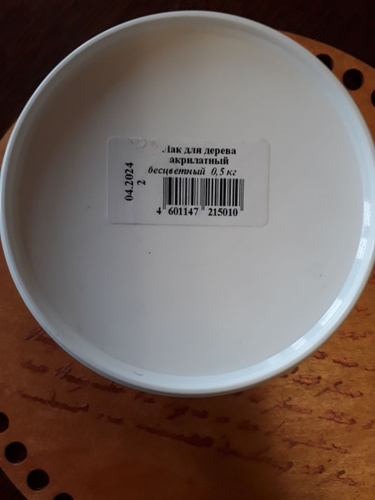 Лак для дерева
акрилатный
бесцветный 0,5 кг
04.2024
2
4 601147 215010